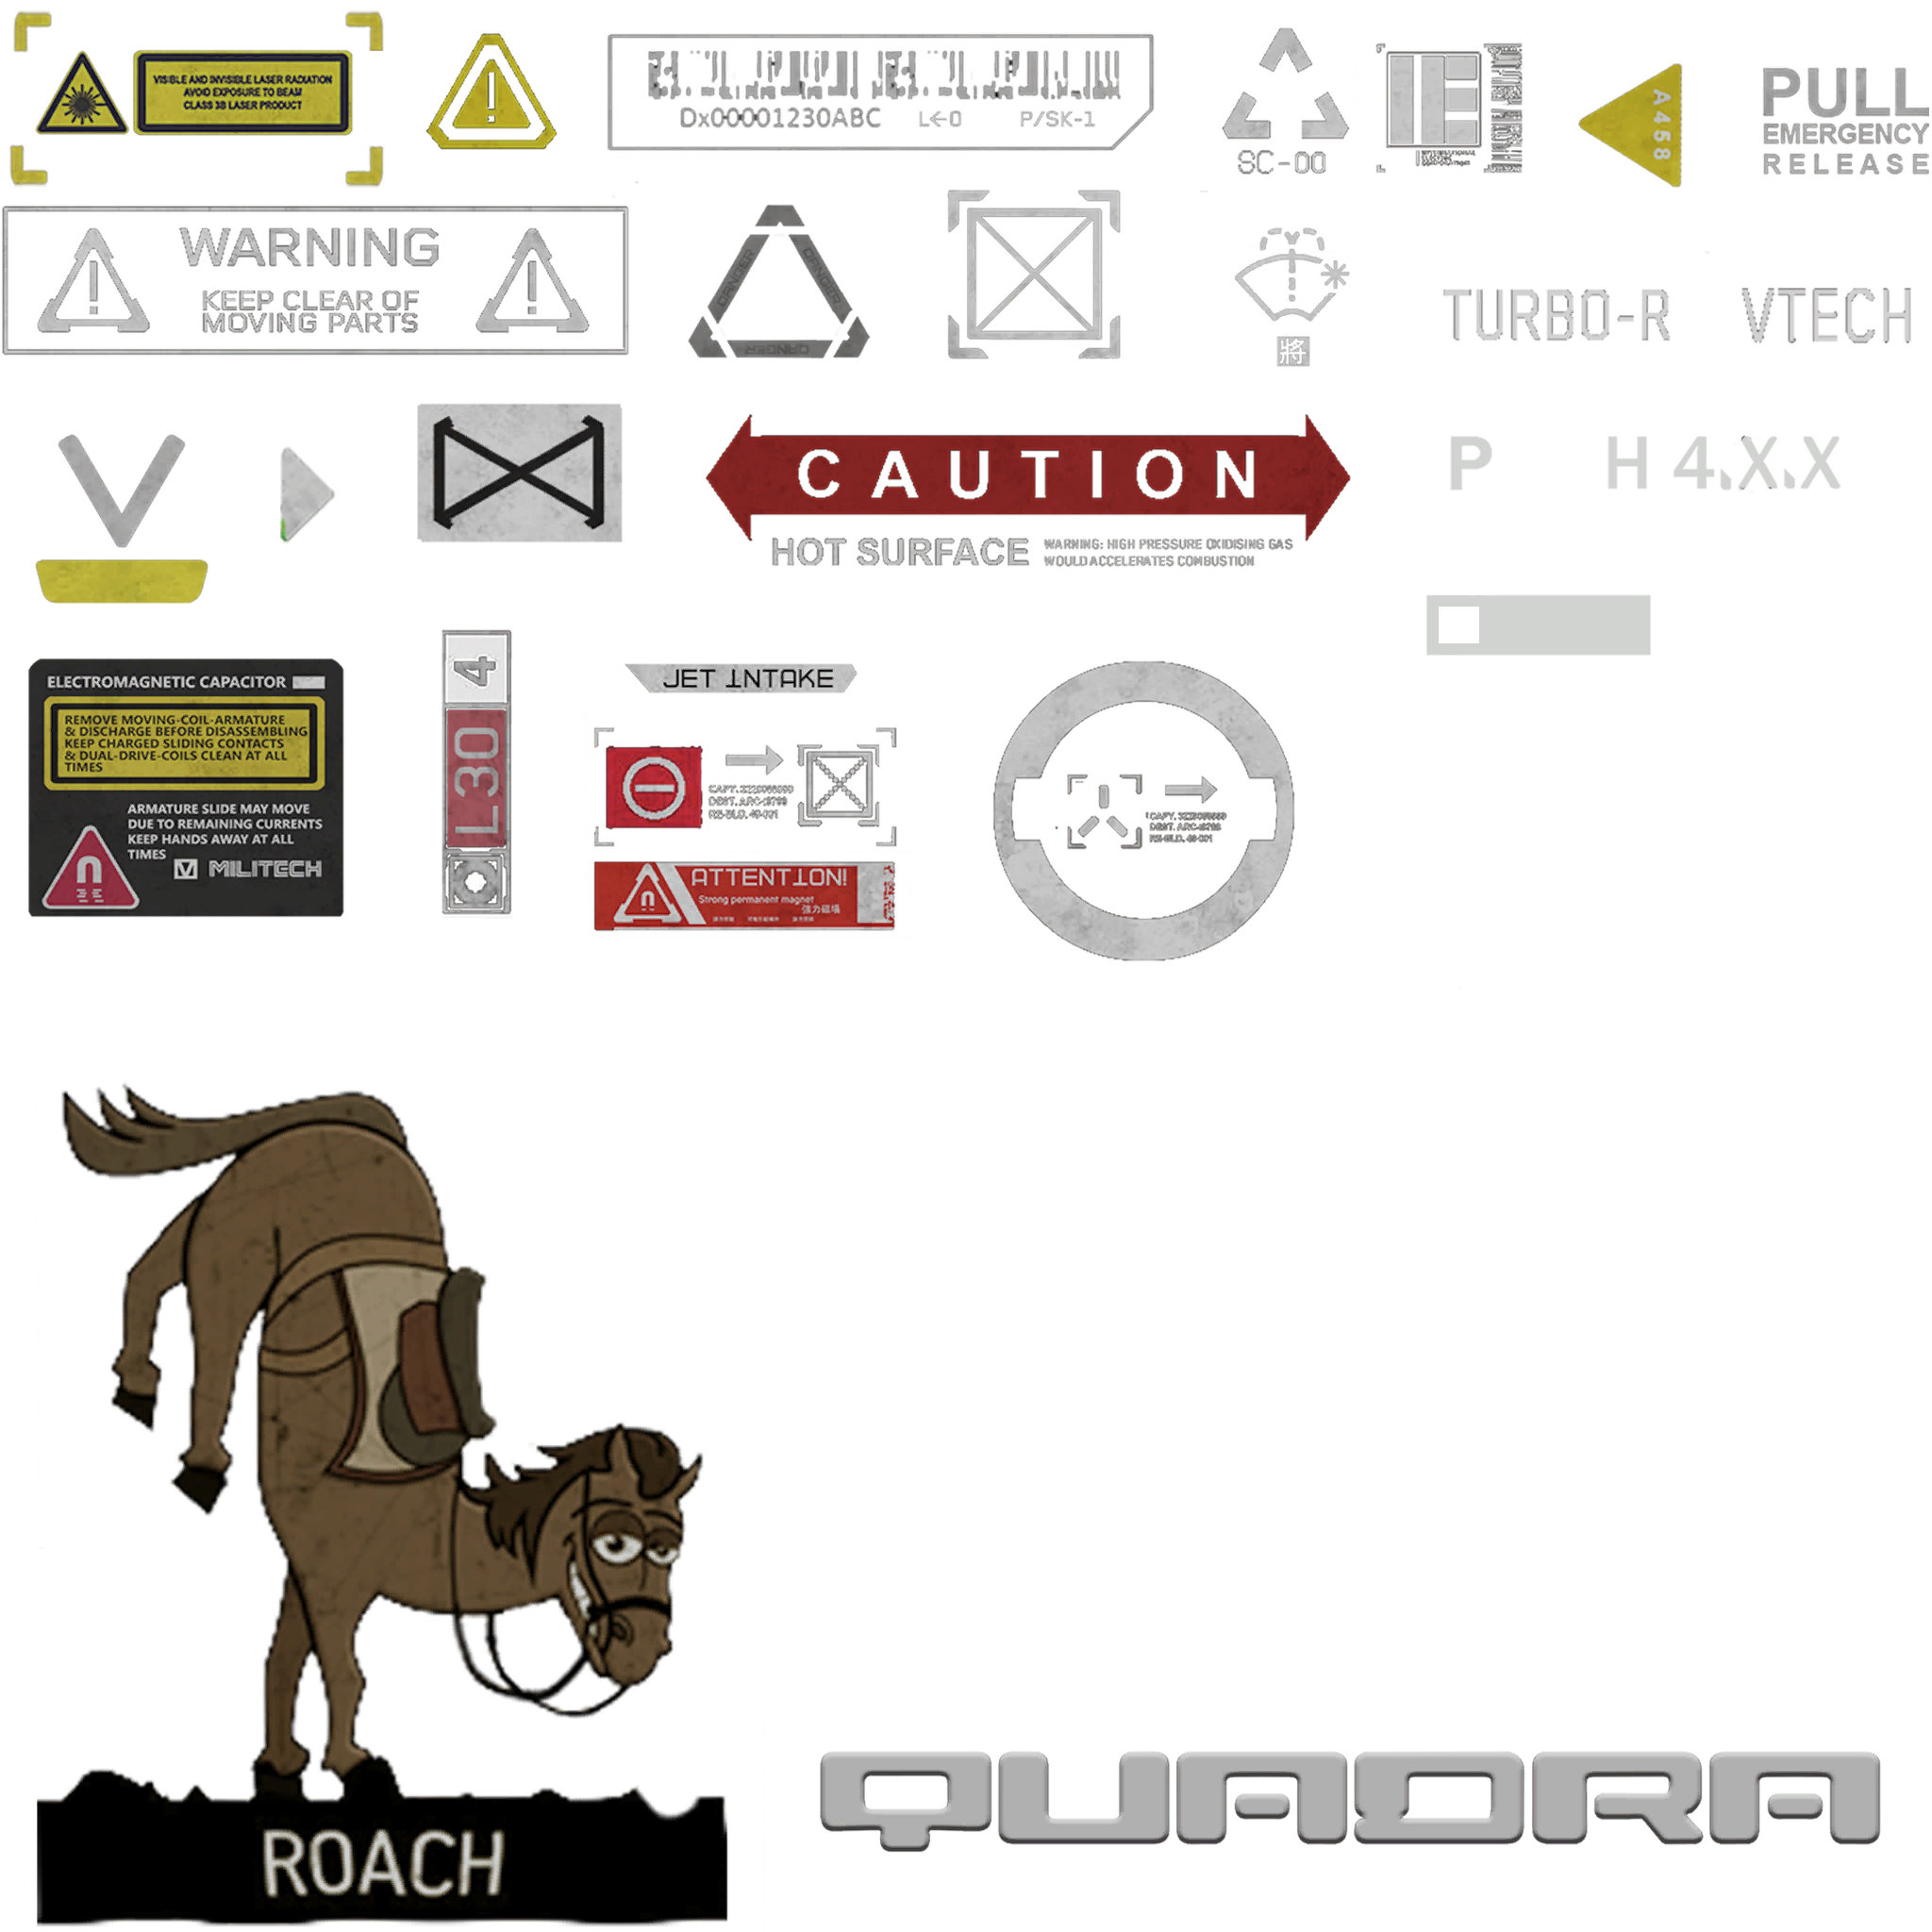 VISIBLE AND INVISIBLE LASER RADIATION
AVOID EXPOSURE TO BEAM
CLASS 3B LASER PRODUCT
Dx00001230ABC L←0 P/SK-1
SC-00
IE
A458
PULL
EMERGENCY
RELEASE
WARNING
KEEP CLEAR OF
MOVING PARTS
DANGER
DANGER
DANGER
將
TURBO-R
VTECH
CAUTION
HOT SURFACE
WARNING: HIGH PRESSURE OXIDISING GAS
WOULD ACCELERATES COMBUSTION
P H 4.X.X
ELECTROMAGNETIC CAPACITOR
REMOVE MOVING-COIL-ARMATURE
& DISCHARGE BEFORE DISASSEMBLING
KEEP CHARGED SLIDING CONTACTS
& DUAL-DRIVE-COILS CLEAN AT ALL
TIMES
ARMATURE SLIDE MAY MOVE
DUE TO REMAINING CURRENTS
KEEP HANDS AWAY AT ALL
TIMES
MILITECH
4
L30
JET INTAKE
ATTENTION!
Strong permanent magnet
強力磁場
ROACH
QUADRA